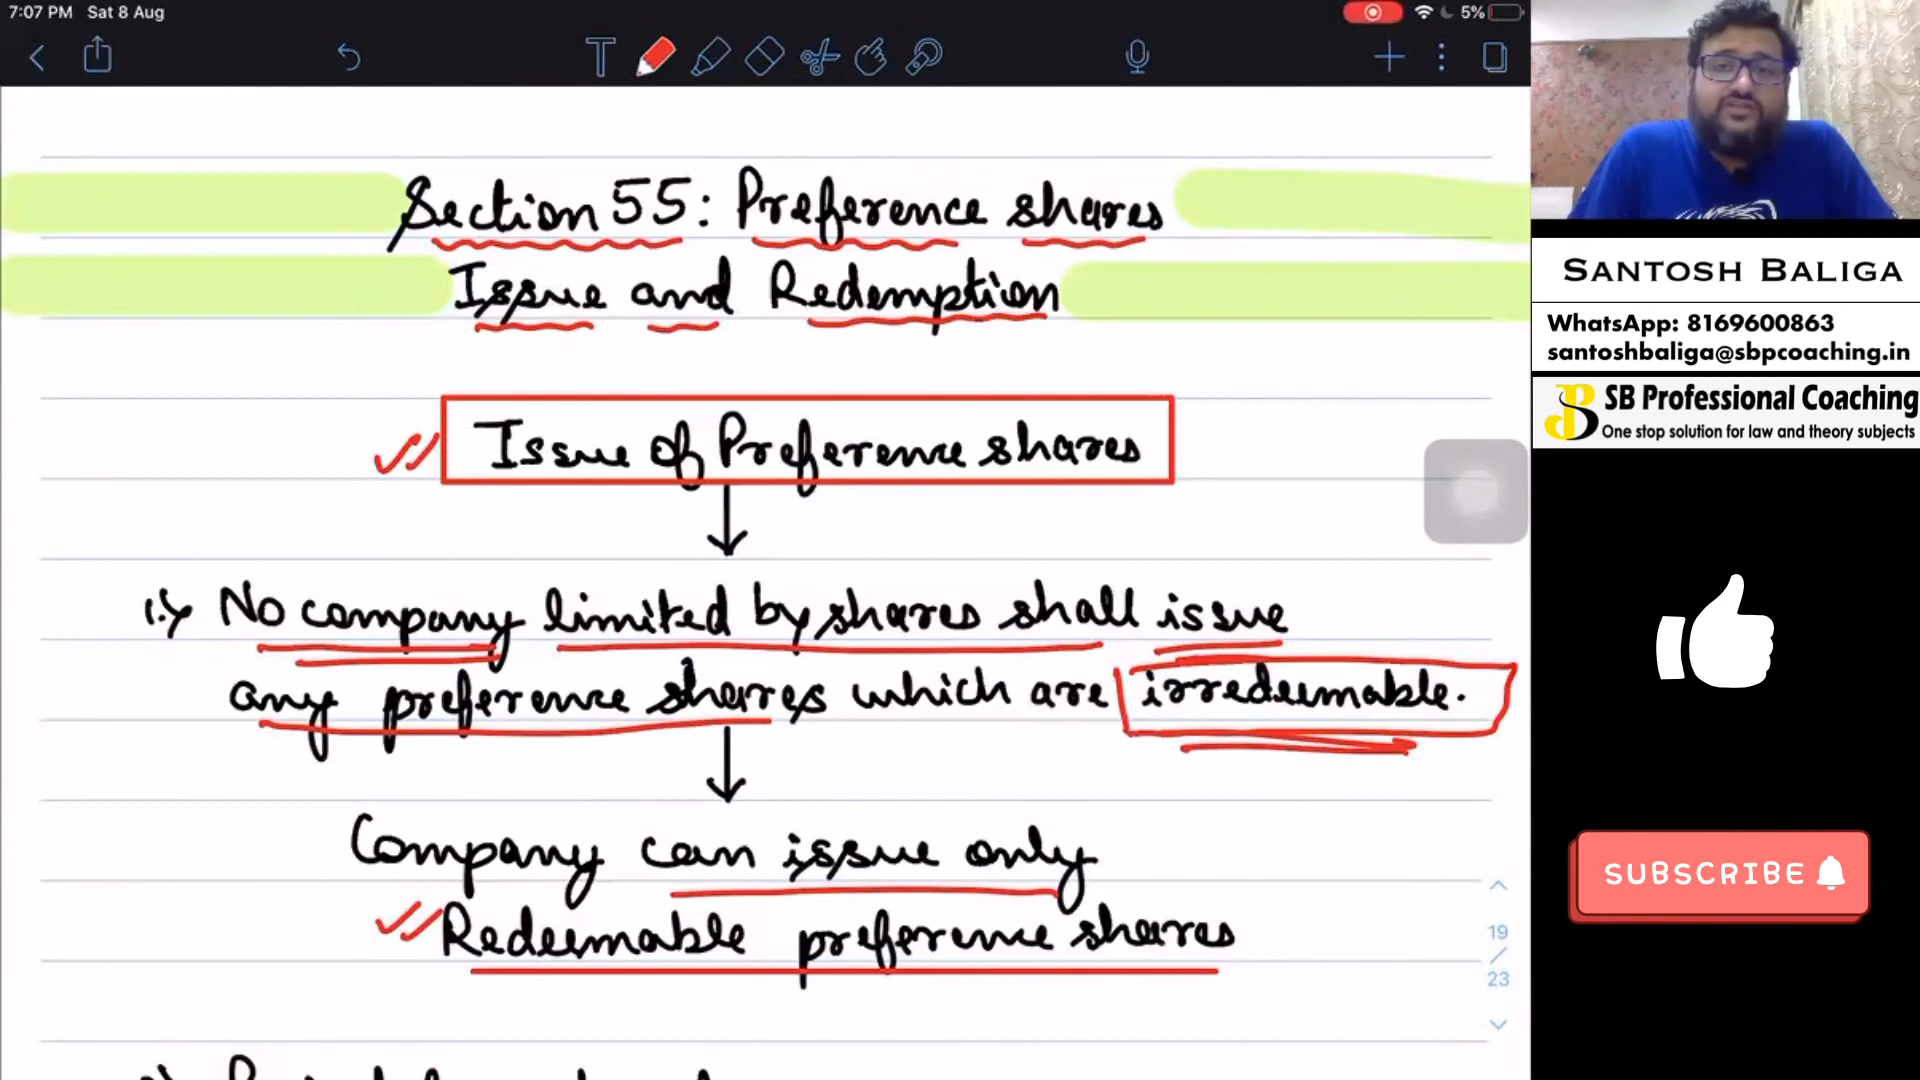 7:07 PM Sat 8 Aug
5%
T
Section 55: Preference shares
Issue and Redemption
Issue of Preference shares
1.) No company limited by shares shall issue
any preference shares which are irredeemable.
Company can issue only
Redeemable preference shares
19
/
23
SANTOSH BALIGA
WhatsApp: 8169600863
santoshbaliga@sbpcoaching.in
SB Professional Coaching
One stop solution for law and theory subjects
SUBSCRIBE